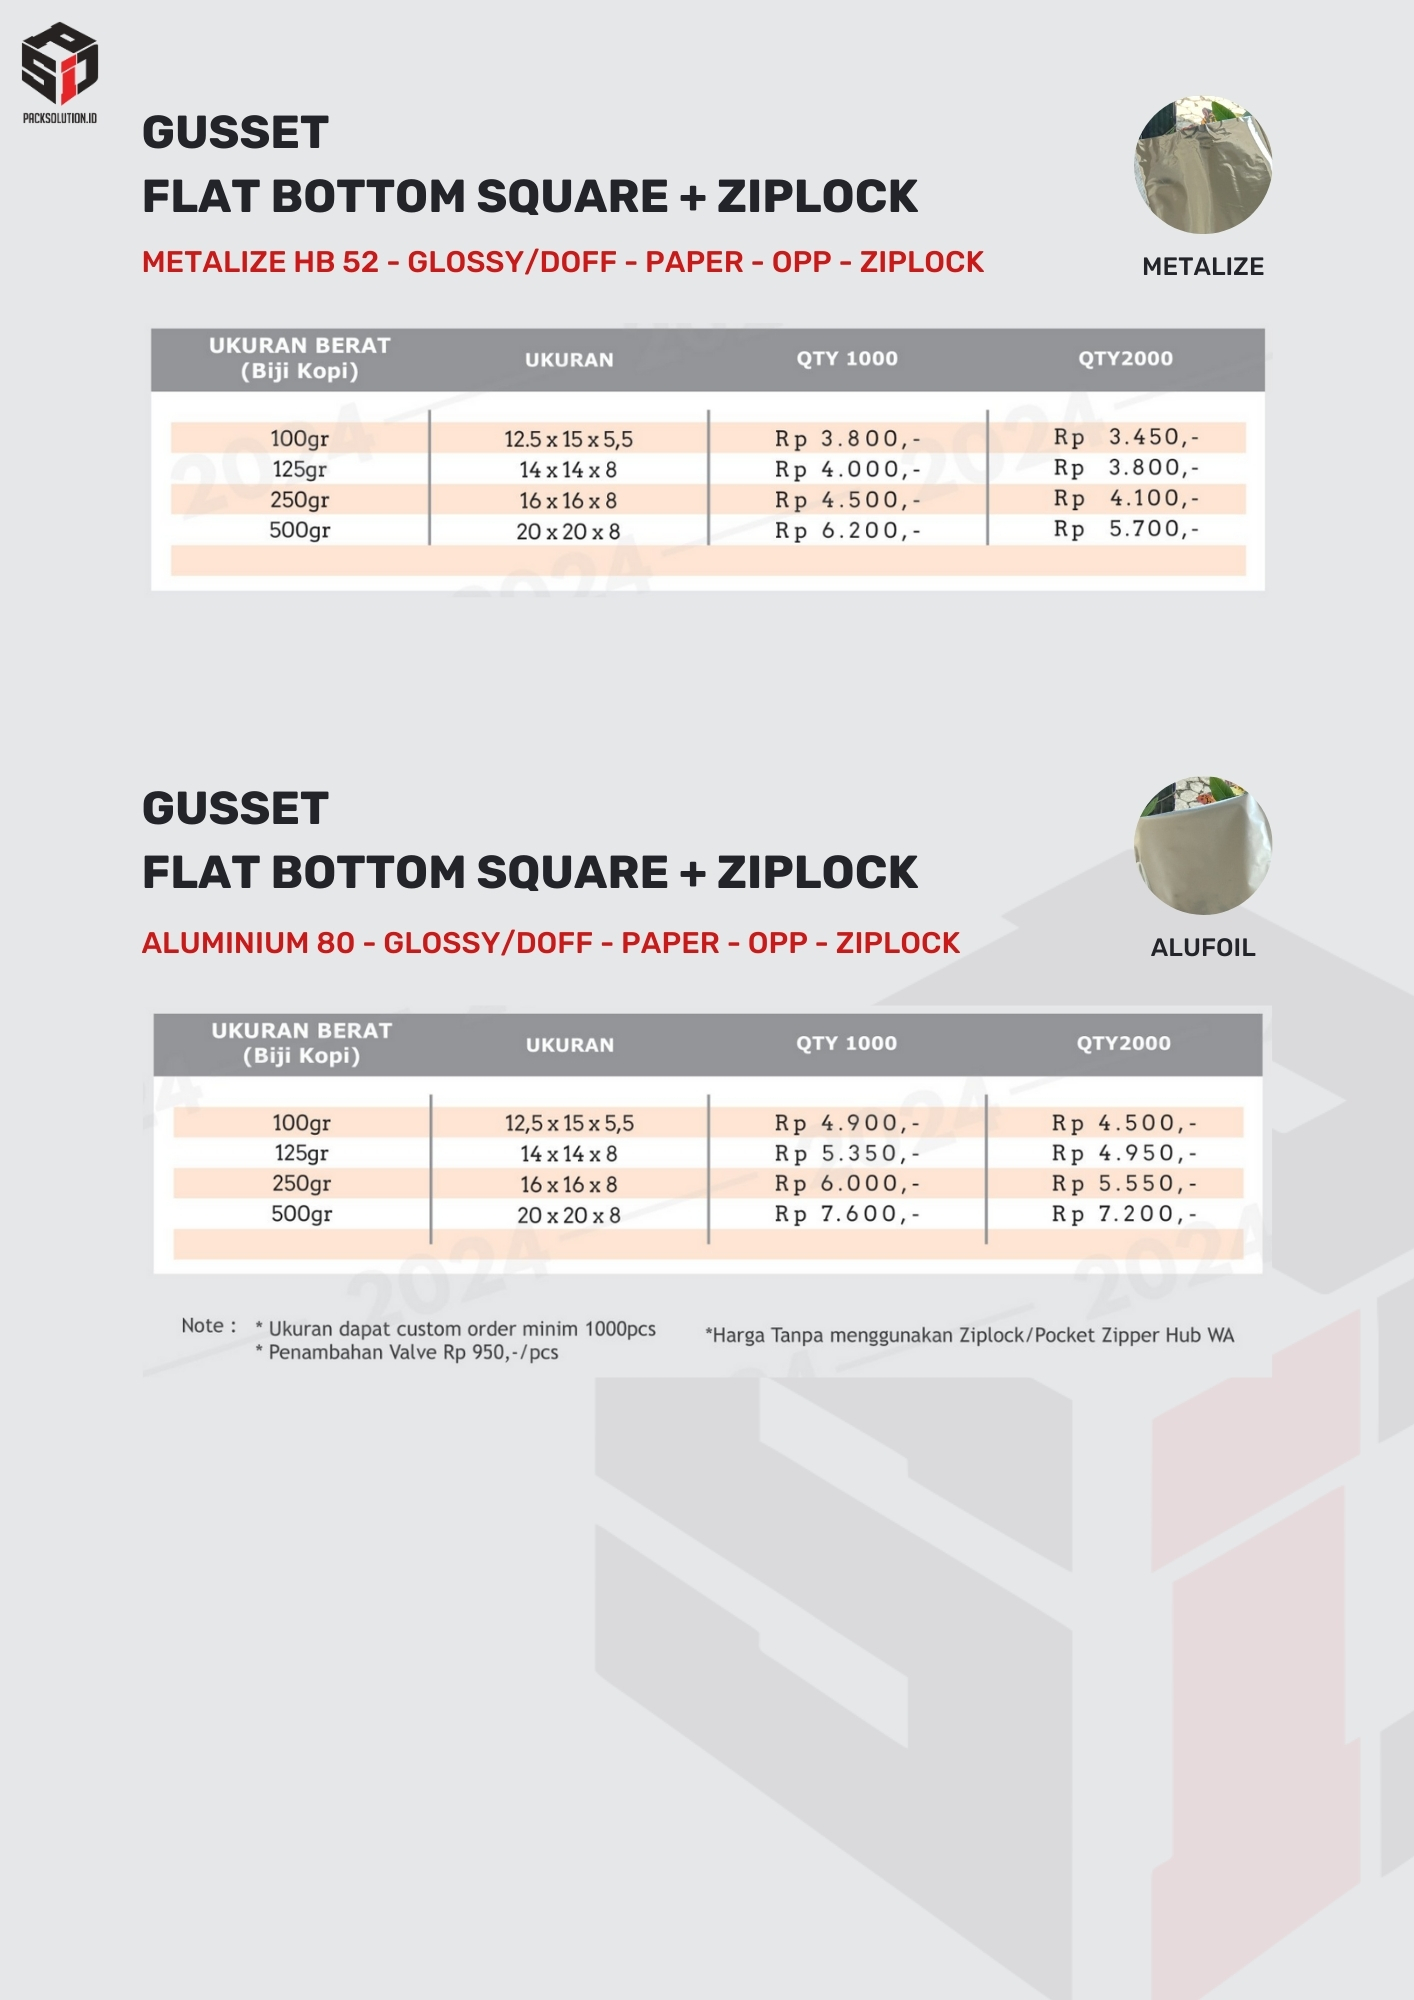 PACKSOLUTION.ID
GUSSET
FLAT BOTTOM SQUARE + ZIPLOCK
METALIZE HB 52 - GLOSSY/DOFF - PAPER - OPP - ZIPLOCK
METALIZE
UKURAN BERAT (Biji Kopi) UKURAN QTY 1000 QTY2000
100gr 12.5 x 15 x 5,5 Rp 3.800,- Rp 3.450,-
125gr 14 x 14 x 8 Rp 4.000,- Rp 3.800,-
250gr 16 x 16 x 8 Rp 4.500,- Rp 4.100,-
500gr 20 x 20 x 8 Rp 6.200,- Rp 5.700,-
2024
2024
2024
GUSSET
FLAT BOTTOM SQUARE + ZIPLOCK
ALUMINIUM 80 - GLOSSY/DOFF - PAPER - OPP - ZIPLOCK
ALUFOIL
UKURAN BERAT (Biji Kopi) UKURAN QTY 1000 QTY2000
100gr 12,5 x 15 x 5,5 Rp 4.900,- Rp 4.500,-
125gr 14 x 14 x 8 Rp 5.350,- Rp 4.950,-
250gr 16 x 16 x 8 Rp 6.000,- Rp 5.550,-
500gr 20 x 20 x 8 Rp 7.600,- Rp 7.200,-
2024
2024
2024
Note : * Ukuran dapat custom order minim 1000pcs *Harga Tanpa menggunakan Ziplock/Pocket Zipper Hub WA
* Penambahan Valve Rp 950,-/pcs